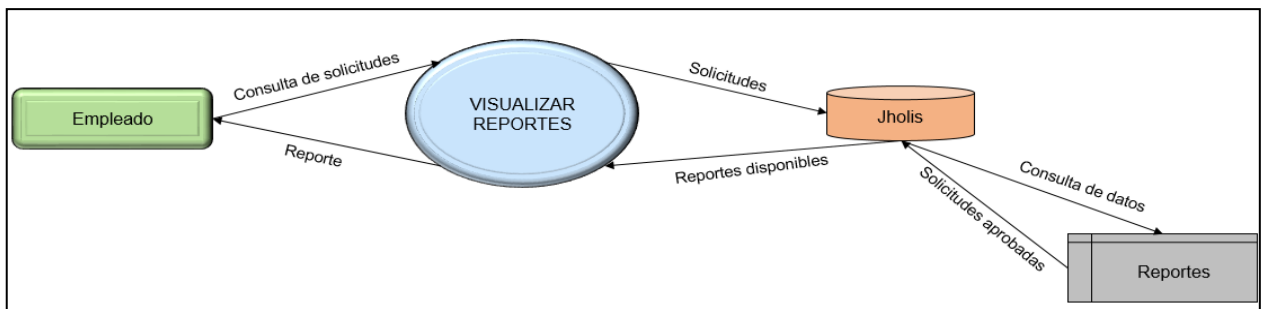 Consulta de solicitudes
Solicitudes
Empleado
VISUALIZAR
REPORTES
Jholis
Reporte
Reportes disponibles
Consulta de datos
Solicitudes aprobadas
Reportes